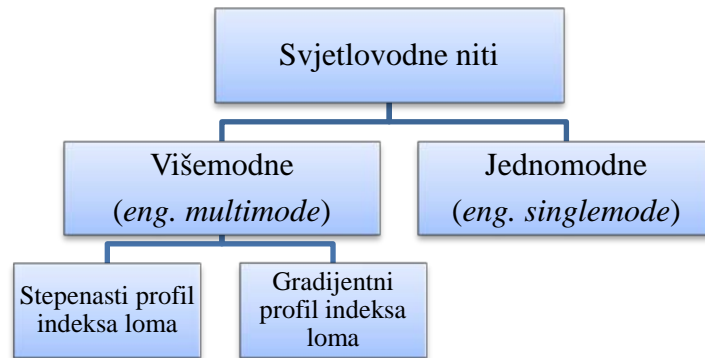 Svjetlovodne niti
Višemodne
(eng. multimode)
Jednomodne
(eng. singlemode)
Stepenasti profil
indeksa loma
Gradijentni
profil indeksa
loma